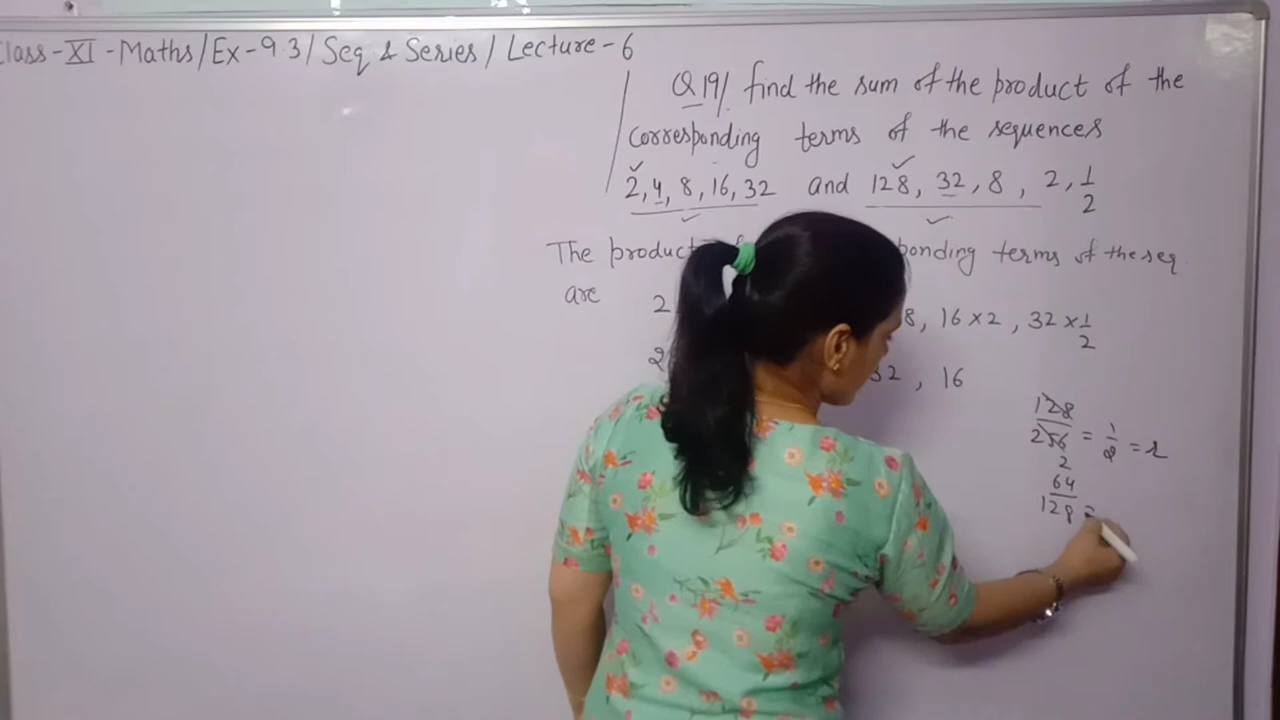 Class-XI-Maths/Ex-9.3/Seq & Series/Lecture-6
Q 19/ find the sum of the product of the
corresponding terms of the sequences
2, 4, 8, 16, 32 and 128, 32, 8, 2, 1/2
The product ponding terms of the seq
are 2 8, 16×2, 32×1/2
2 32, 16
128/256 = 1/2 = r
2
64/128 =